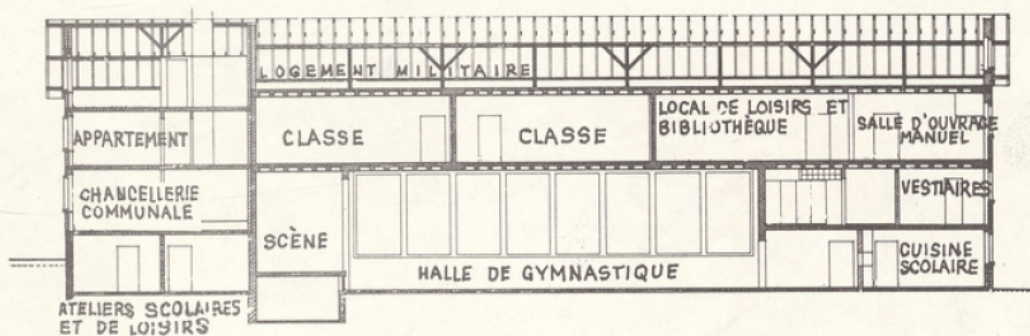 LOGEMENT MILITAIRE
APPARTEMENT
CLASSE
CLASSE
LOCAL DE LOISIRS ET
BIBLIOTHÈQUE
SALLE D'OUVRAGE
MANUEL
CHANCELLERIE
COMMUNALE
SCÈNE
HALLE DE GYMNASTIQUE
VESTIAIRES
CUISINE
SCOLAIRE
ATELIERS SCOLAIRES
ET DE LOISIRS